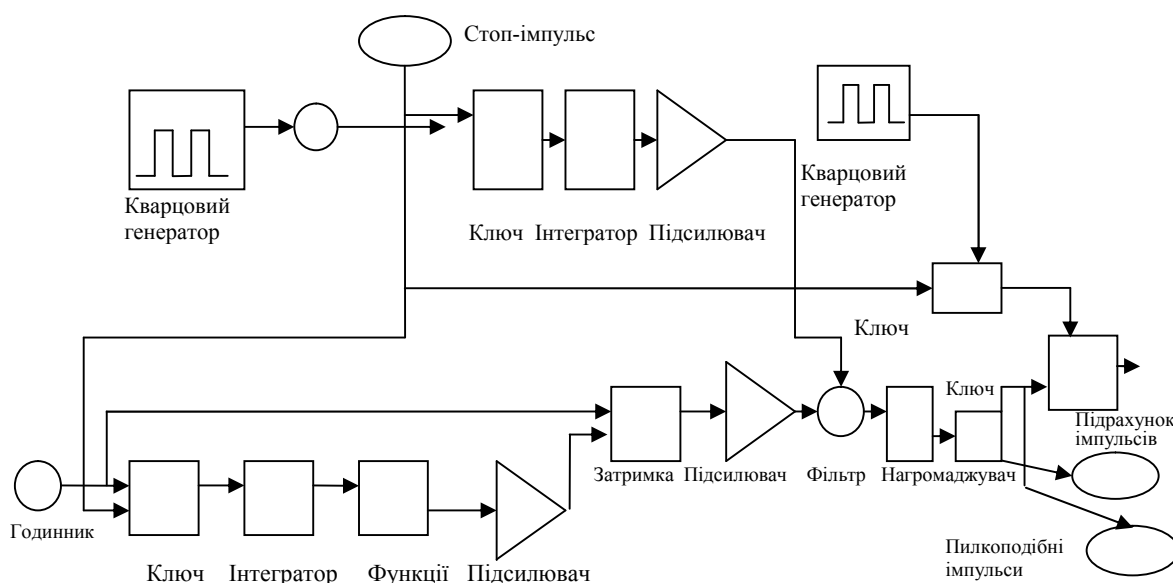 Стоп-імпульс
Кварцовий
генератор
Кварцовий
генератор
Ключ
Інтегратор
Підсилювач
Ключ
Ключ
Підрахунок
імпульсів
Затримка
Підсилювач
Фільтр
Нагромаджувач
Годинник
Пилкоподібні
імпульси
Ключ
Інтегратор
Функції
Підсилювач